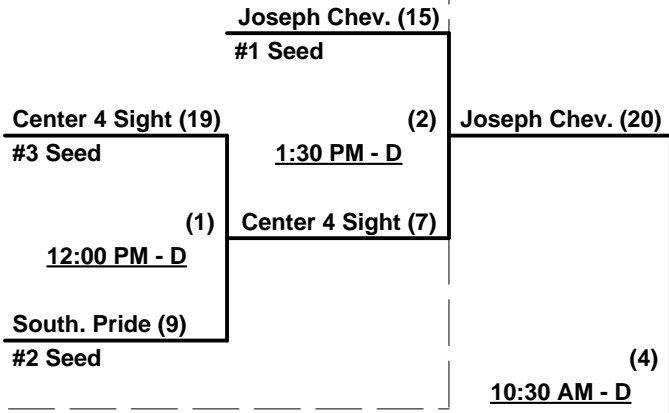 Joseph Chev. (15)
#1 Seed
Center 4 Sight (19)
(2)
Joseph Chev. (20)
#3 Seed
1:30 PM - D
(1)
Center 4 Sight (7)
12:00 PM - D
South. Pride (9)
#2 Seed
(4)
10:30 AM - D